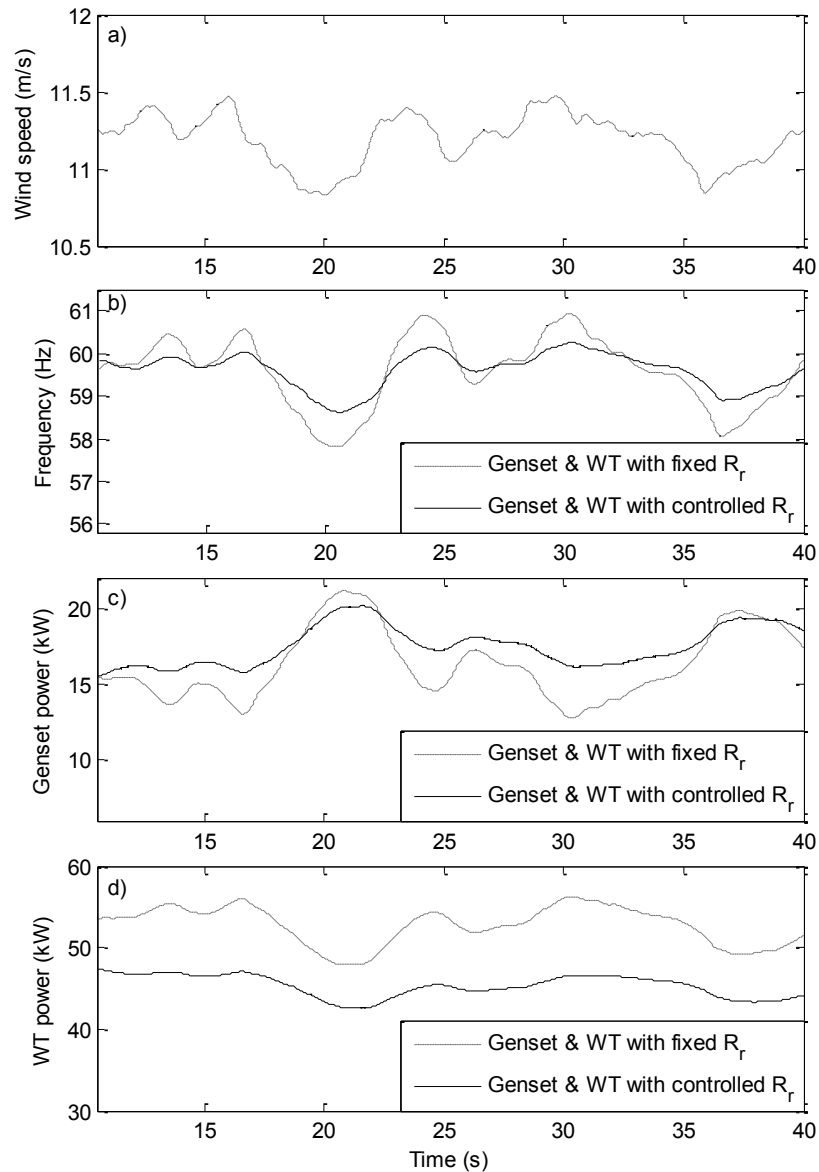 a)
Wind speed (m/s)
12
11.5
11
10.5
15 20 25 30 35 40
b)
Frequency (Hz)
61
60
59
58
57
56
Genset & WT with fixed Rr
Genset & WT with controlled Rr
15 20 25 30 35 40
c)
Genset power (kW)
20
15
10
Genset & WT with fixed Rr
Genset & WT with controlled Rr
15 20 25 30 35 40
d)
WT power (kW)
60
50
40
30
Genset & WT with fixed Rr
Genset & WT with controlled Rr
15 20 25 30 35 40
Time (s)